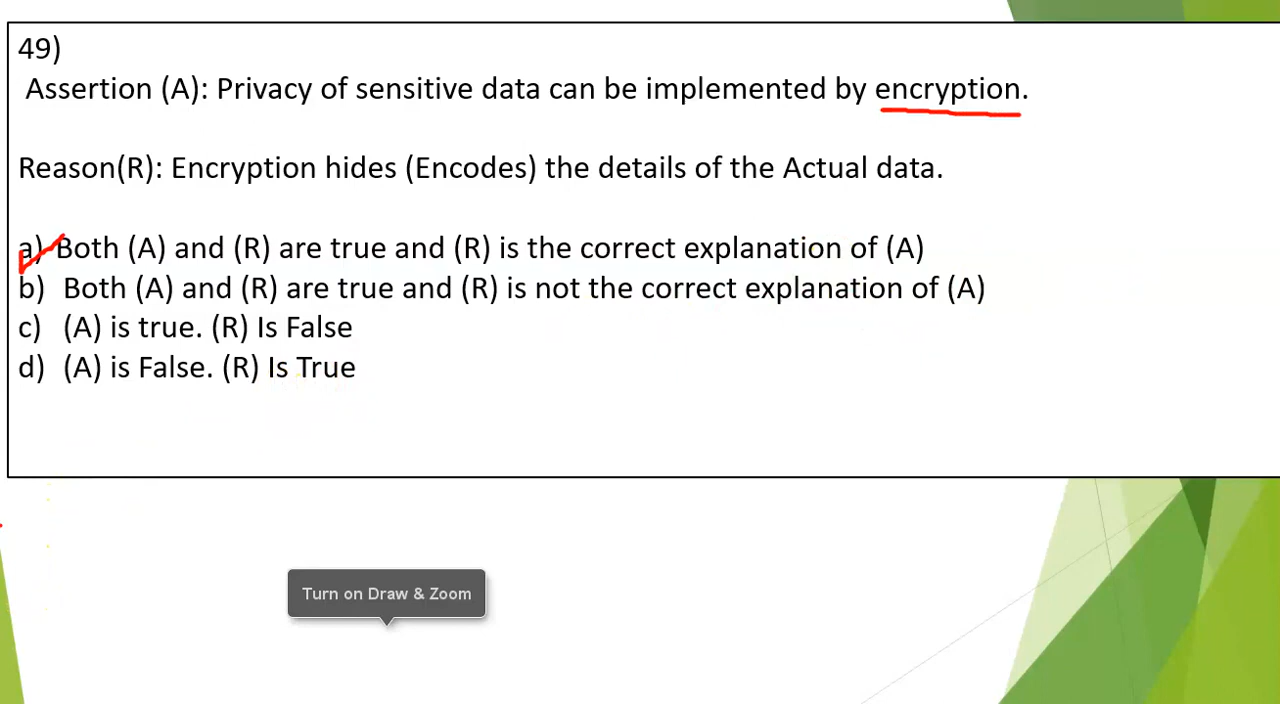 49)
Assertion (A): Privacy of sensitive data can be implemented by encryption.
Reason(R): Encryption hides (Encodes) the details of the Actual data.
a) Both (A) and (R) are true and (R) is the correct explanation of (A)
b) Both (A) and (R) are true and (R) is not the correct explanation of (A)
c) (A) is true. (R) Is False
d) (A) is False. (R) Is True
Turn on Draw & Zoom